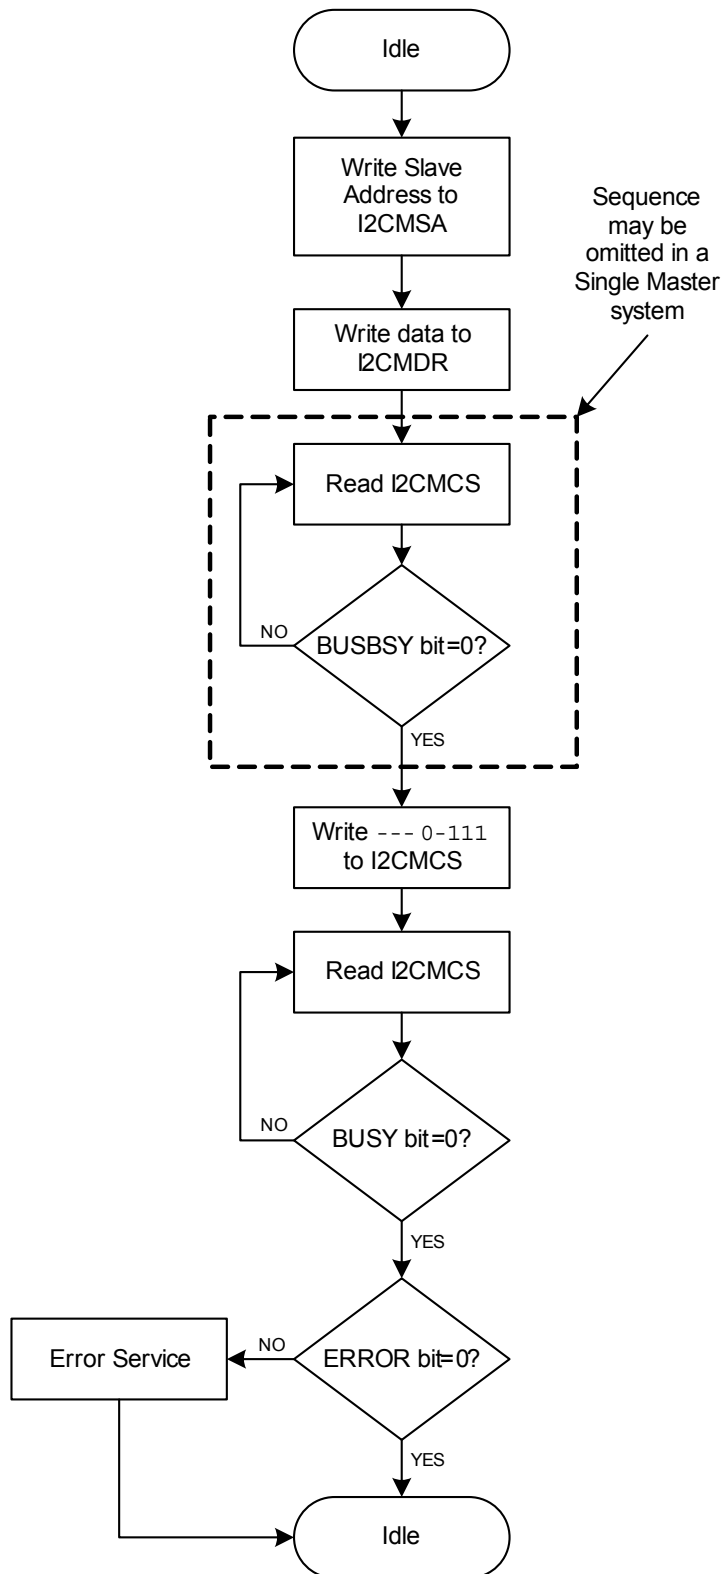 Idle
Write Slave
Address to
I2CMSA
Sequence
may be
omitted in a
Single Master
system
Write data to
I2CMDR
Read I2CMCS
NO
BUSBSY bit=0?
YES
Write ---0-111
to I2CMCS
Read I2CMCS
NO
BUSY bit=0?
YES
Error Service
NO
ERROR bit=0?
YES
Idle